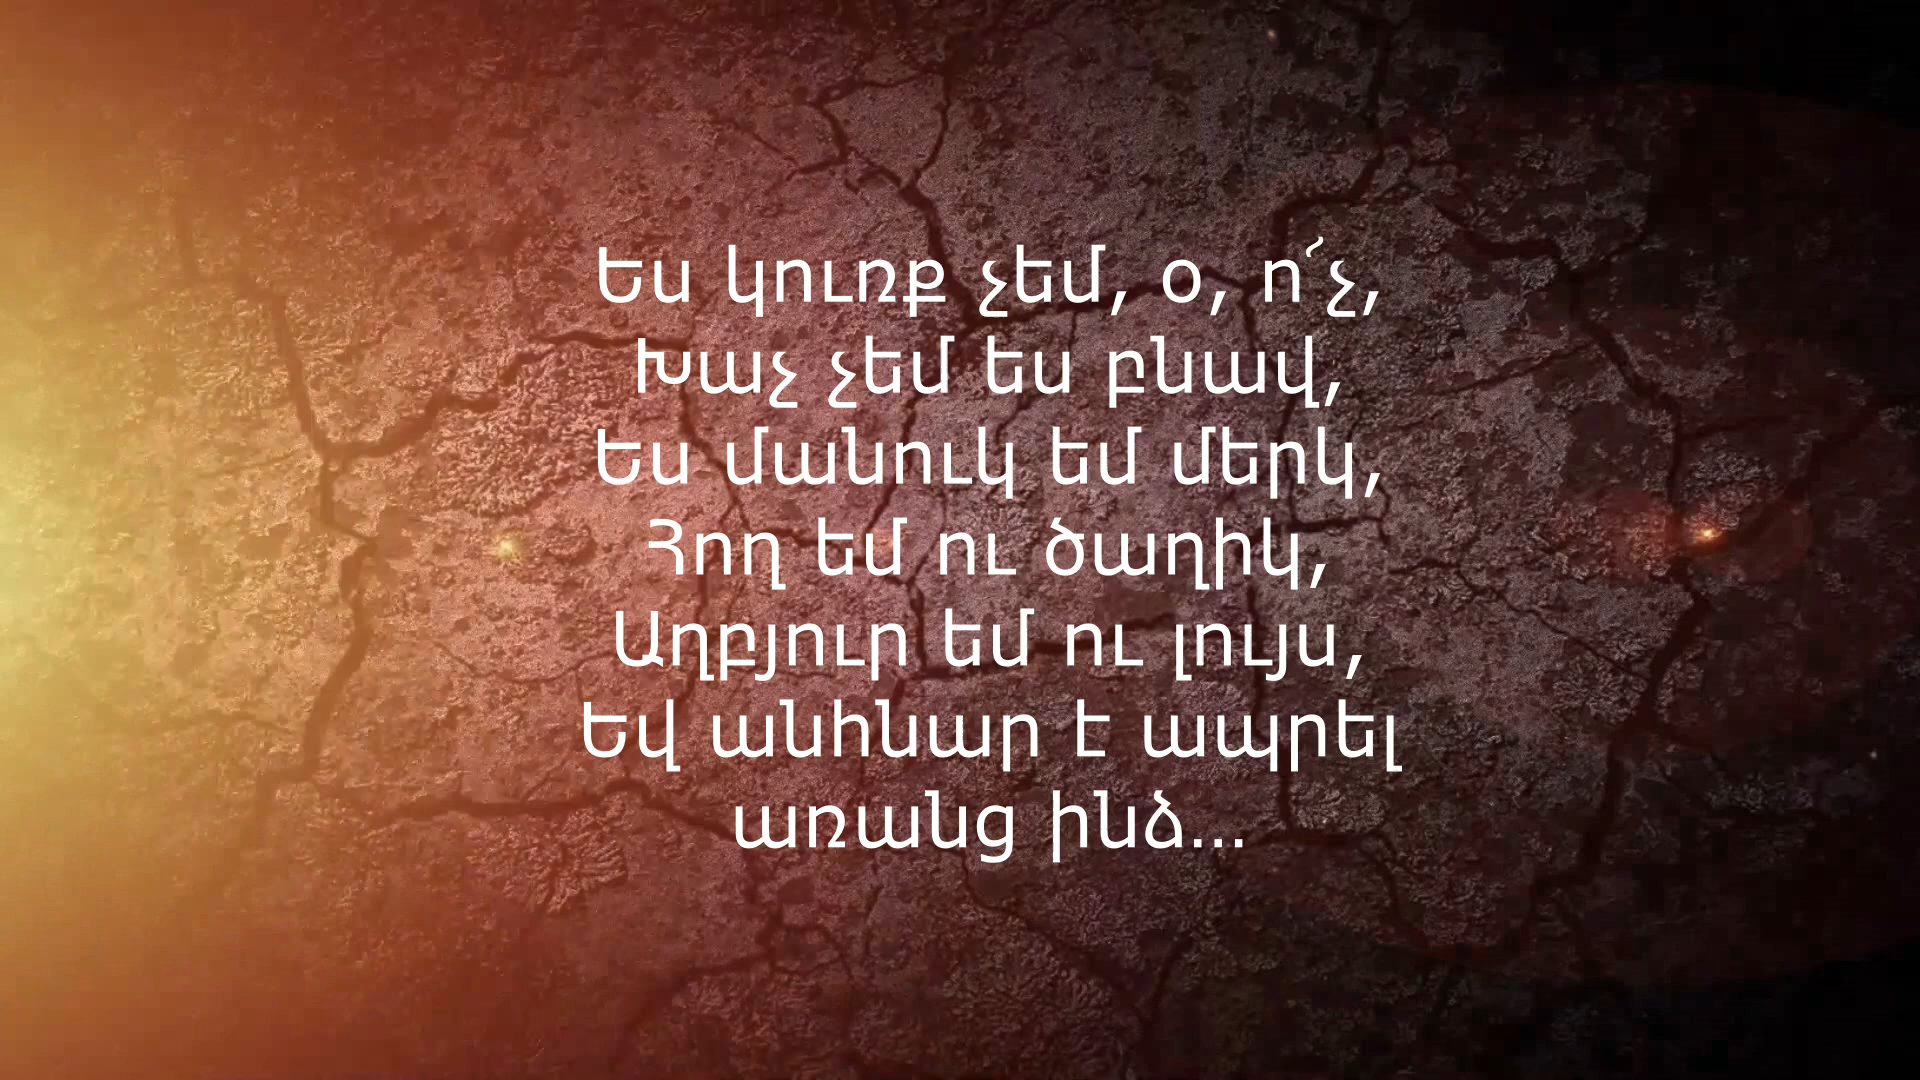 Ես կուռք չեմ, օ, ո՜չ,
Խաչ չեմ ես բնավ,
Ես մանուկ եմ մերկ,
Հող եմ ու ծաղիկ,
Աղբյուր եմ ու լույս,
Եվ անհնար է ապրել
առանց ինձ...